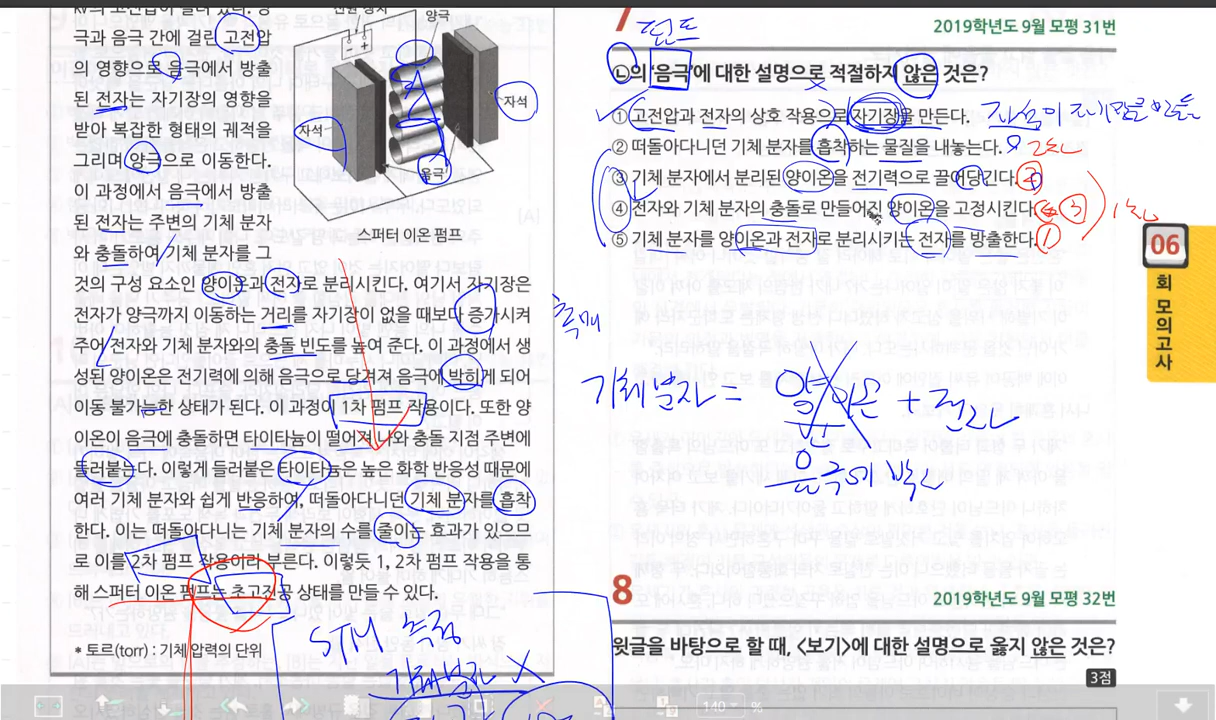 kV의 고전압이 걸려 있다. 양
극과 음극 간에 걸린 고전압
의 영향으로 음극에서 방출
된 전자는 자기장의 영향을
받아 복잡한 형태의 궤적을
그리며 양극으로 이동한다.
이 과정에서 음극에서 방출
된 전자는 주변의 기체 분자
와 충돌하여 기체 분자를 그
것의 구성 요소인 양이온과 전자로 분리시킨다. 여기서 자기장은
전자가 양극까지 이동하는 거리를 자기장이 없을 때보다 증가시켜
주어 전자와 기체 분자와의 충돌 빈도를 높여 준다. 이 과정에서 생
성된 양이온은 전기력에 의해 음극으로 당겨져 음극에 박히게 되어
이동 불가능한 상태가 된다. 이 과정이 1차 펌프 작용이다. 또한 양
이온이 음극에 충돌하면 타이타늄이 떨어져 나와 충돌 지점 주변에
들러붙는다. 이렇게 들러붙은 타이타늄은 높은 화학 반응성 때문에
여러 기체 분자와 쉽게 반응하여, 떠돌아다니던 기체 분자를 흡착
한다. 이는 떠돌아다니는 기체 분자의 수를 줄이는 효과가 있으므
로 이를 2차 펌프 작용이라 부른다. 이렇듯 1, 2차 펌프 작용을 통
해 스퍼터 이온 펌프는 초고진공 상태를 만들 수 있다.
* 토르(torr) : 기체 압력의 단위
전원 장치
양극
자석
자석
음극
스퍼터 이온 펌프
STM 특징
기체분자 X
7
2019학년도 9월 모평 31번
㉡의 '음극'에 대한 설명으로 적절하지 않은 것은?
① 고전압과 전자의 상호 작용으로 자기장을 만든다.
② 떠돌아다니던 기체 분자를 흡착하는 물질을 내놓는다.
③ 기체 분자에서 분리된 양이온을 전기력으로 끌어당긴다.
④ 전자와 기체 분자의 충돌로 만들어진 양이온을 고정시킨다.
⑤ 기체 분자를 양이온과 전자로 분리시키는 전자를 방출한다.
기체분자 = 양이온 + 전자
음극에 박힘
8
2019학년도 9월 모평 32번
윗글을 바탕으로 할 때, <보기>에 대한 설명으로 옳지 않은 것은?
3점
06
회 모의고사
140 %